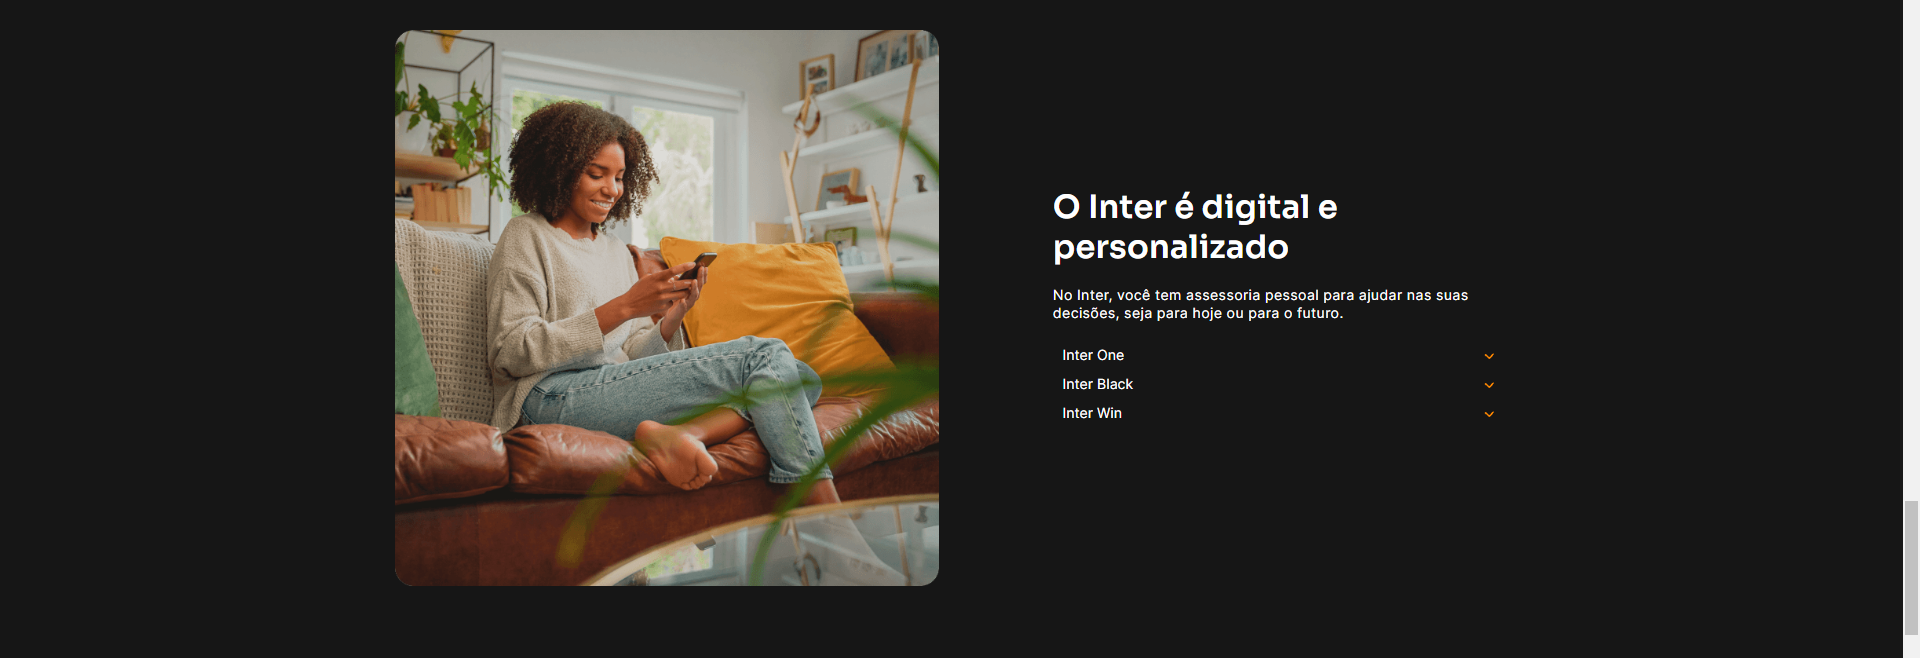 O Inter é digital e
personalizado
No Inter, você tem assessoria pessoal para ajudar nas suas
decisões, seja para hoje ou para o futuro.
Inter One
Inter Black
Inter Win